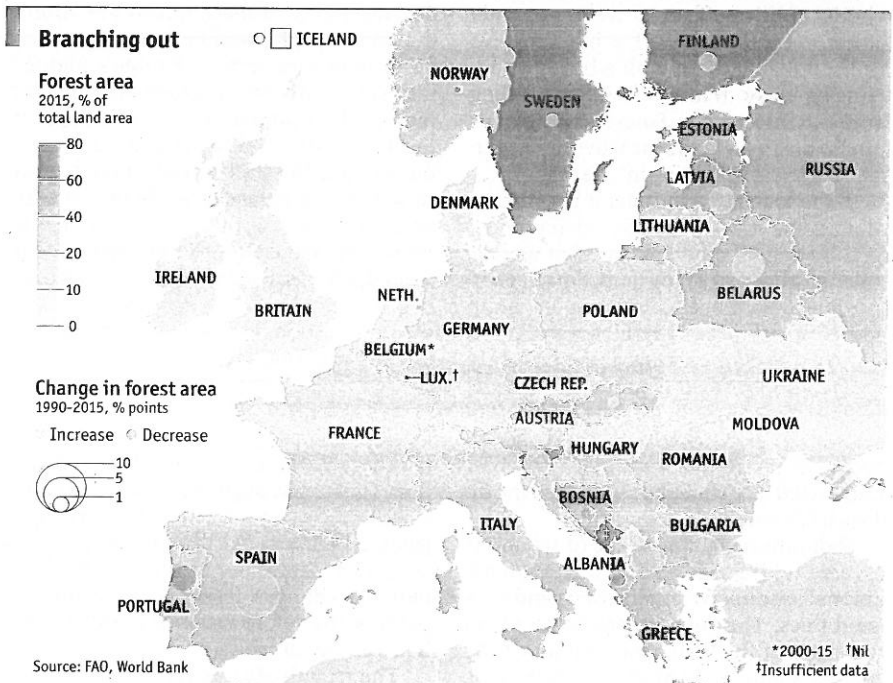 Branching out
ICELAND
Forest area
2015, % of
total land area
80
60
40
20
10
0
Change in forest area
1990-2015, % points
Increase Decrease
10
5
1
NORWAY
SWEDEN
FINLAND
ESTONIA
RUSSIA
LATVIA
DENMARK
LITHUANIA
IRELAND
BRITAIN
NETH.
GERMANY
POLAND
BELARUS
BELGIUM*
LUX.†
CZECH REP.
UKRAINE
AUSTRIA
MOLDOVA
FRANCE
HUNGARY
ROMANIA
BOSNIA
ITALY
BULGARIA
SPAIN
ALBANIA
PORTUGAL
GREECE
‡
Source: FAO, World Bank
*2000-15 †Nil
‡Insufficient data